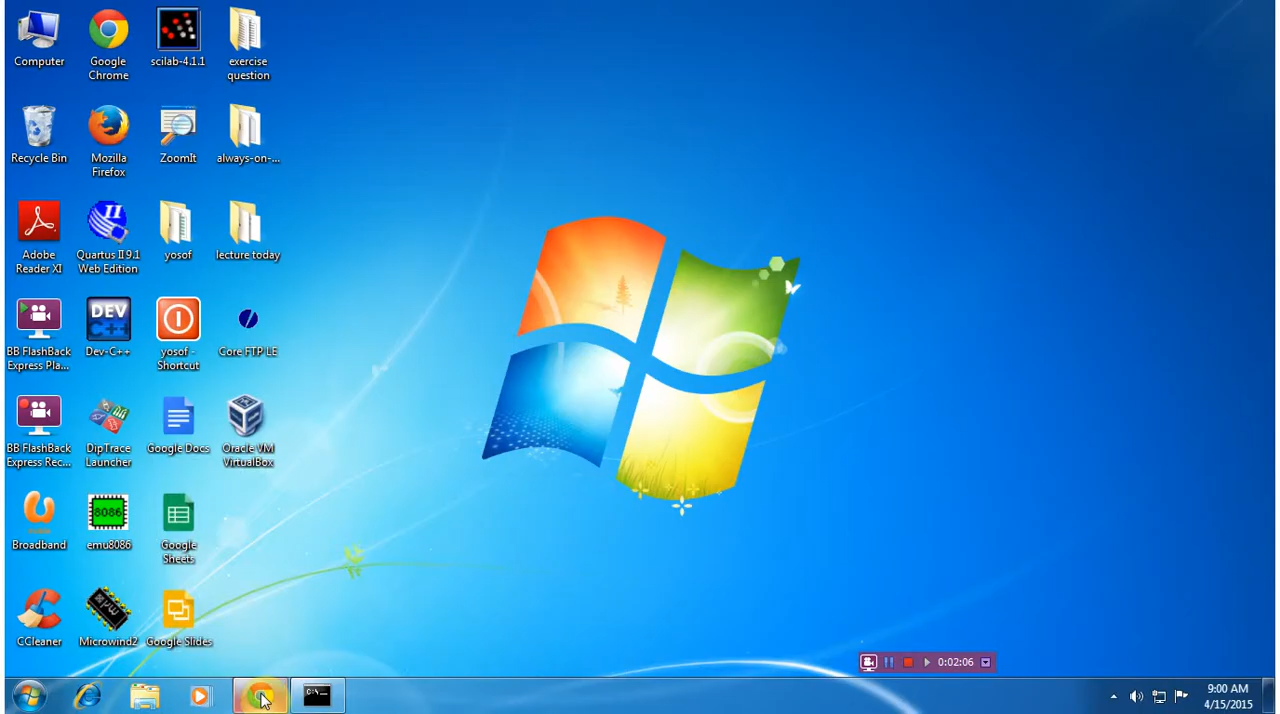 Computer
Google
Chrome
scilab-4.1.1
exercise
question
Recycle Bin
Mozilla
Firefox
ZoomIt
always-on-...
Adobe
Reader XI
II
Quartus II 9.1
Web Edition
yosof
lecture today
BB FlashBack
Express Pla...
DEV
C++
Dev-C++
yosof -
Shortcut
Core FTP LE
BB FlashBack
Express Rec...
DipTrace
Launcher
Google Docs
Oracle VM
VirtualBox
Broadband
8086
emu8086
Google
Sheets
CCleaner
Microwind2
Google Slides
0:02:06
C:\
9:00 AM
4/15/2015